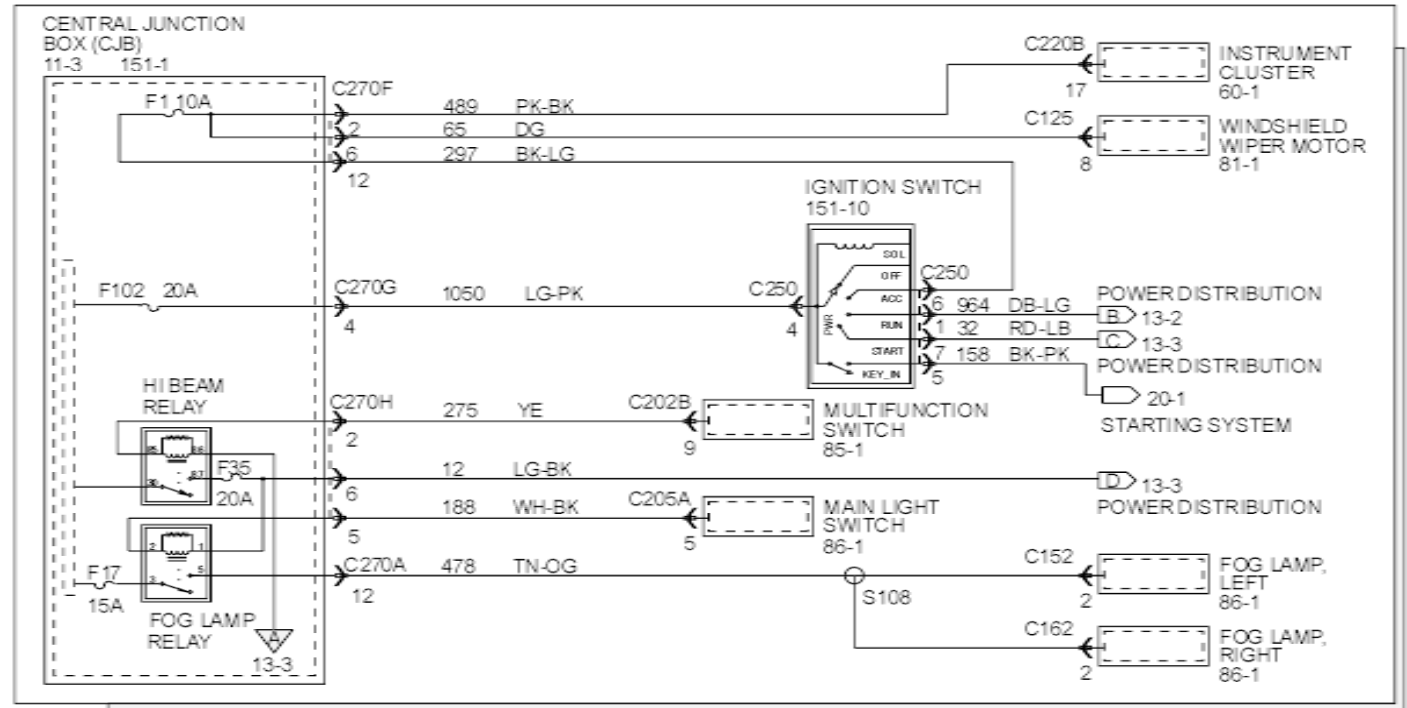 CENTRAL JUNCTION
BOX (CJB)
11-3 151-1
F1 10A
C270F
2
489 PK-BK
65 DG
6
297 BK-LG
12
C220B
17
INSTRUMENT
CLUSTER
60-1
C125
8
WINDSHIELD
WIPER MOTOR
81-1
IGNITION SWITCH
151-10
SOL
OFF
ACC
RUN
START
KEY_IN
PWR
F102 20A
C270G
4
1050 LG-PK
C250
4
C250
6 964 DB-LG
1 32 RD-LB
7 158 BK-PK
5
POWER DISTRIBUTION
B 13-2
C 13-3
POWER DISTRIBUTION
20-1
STARTING SYSTEM
HI BEAM
RELAY
85 86
87
30
F35
20A
C270H
2
275 YE
C202B
9
MULTIFUNCTION
SWITCH
85-1
12 LG-BK
6
D 13-3
POWER DISTRIBUTION
188 WH-BK
5
C205A
5
MAIN LIGHT
SWITCH
86-1
2 1
3 5
F17
15A
FOG LAMP
RELAY
A
13-3
C270A
12
478 TN-OG
S108
C152
2
FOG LAMP,
LEFT
86-1
C162
2
FOG LAMP,
RIGHT
86-1